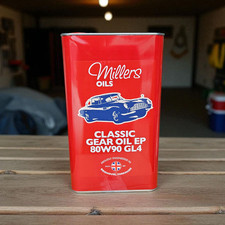 Millers
OILS
CLASSIC
GEAR OIL EP
80W90 GL4